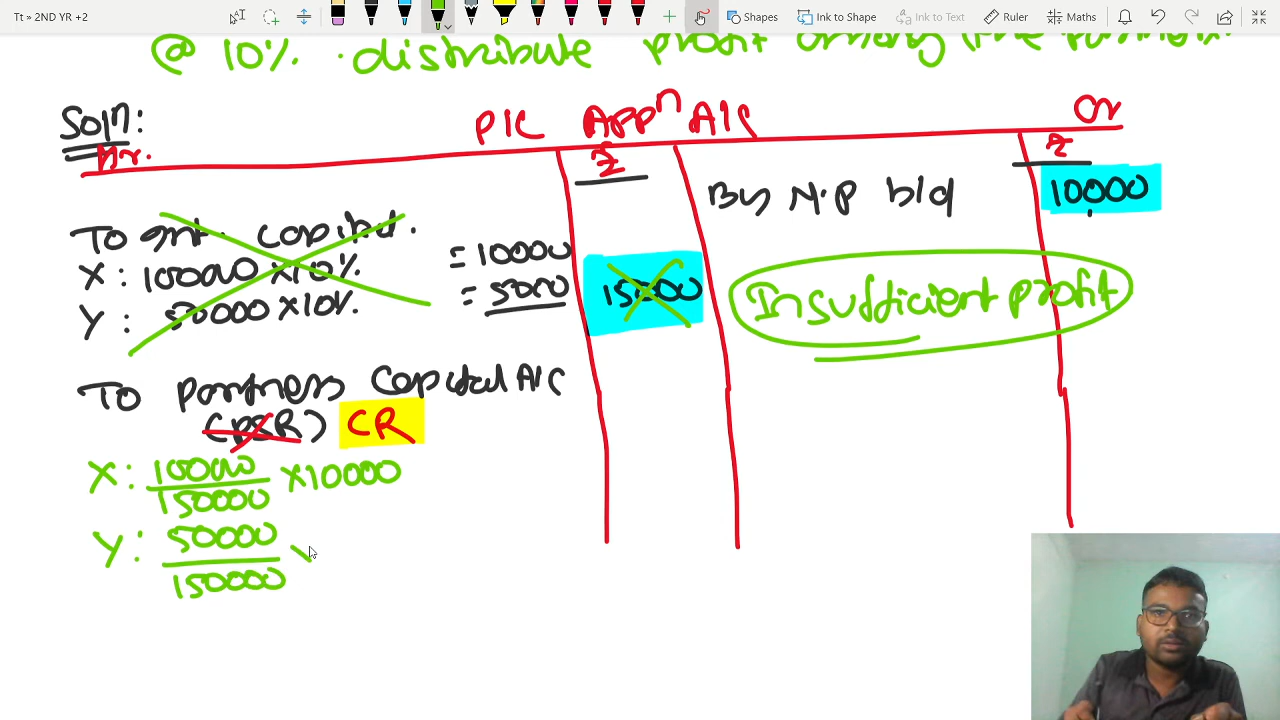 Tt » 2ND YR +2
Shapes Ink to Shape Ink to Text Ruler Maths
@ 10% . distribute profit among the partners.
Soln: P/L APPn A/C Cr
Dr. ₹ ₹
By N.P b/d 10000
To Int. capital.
X : 100000 x 10% = 10000
Y : 50000 x 10% = 5000 15000
Insufficient profit
To partners Capital A/C
(PSR) CR
X : 100000 / 150000 x 10000
Y : 50000 / 150000